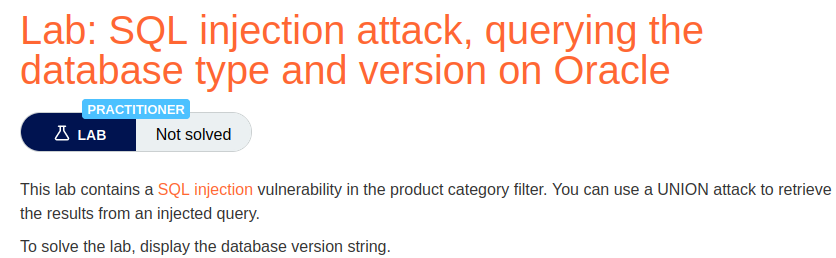 Lab: SQL injection attack, querying the
database type and version on Oracle
PRACTITIONER
LAB Not solved
This lab contains a SQL injection vulnerability in the product category filter. You can use a UNION attack to retrieve
the results from an injected query.
To solve the lab, display the database version string.